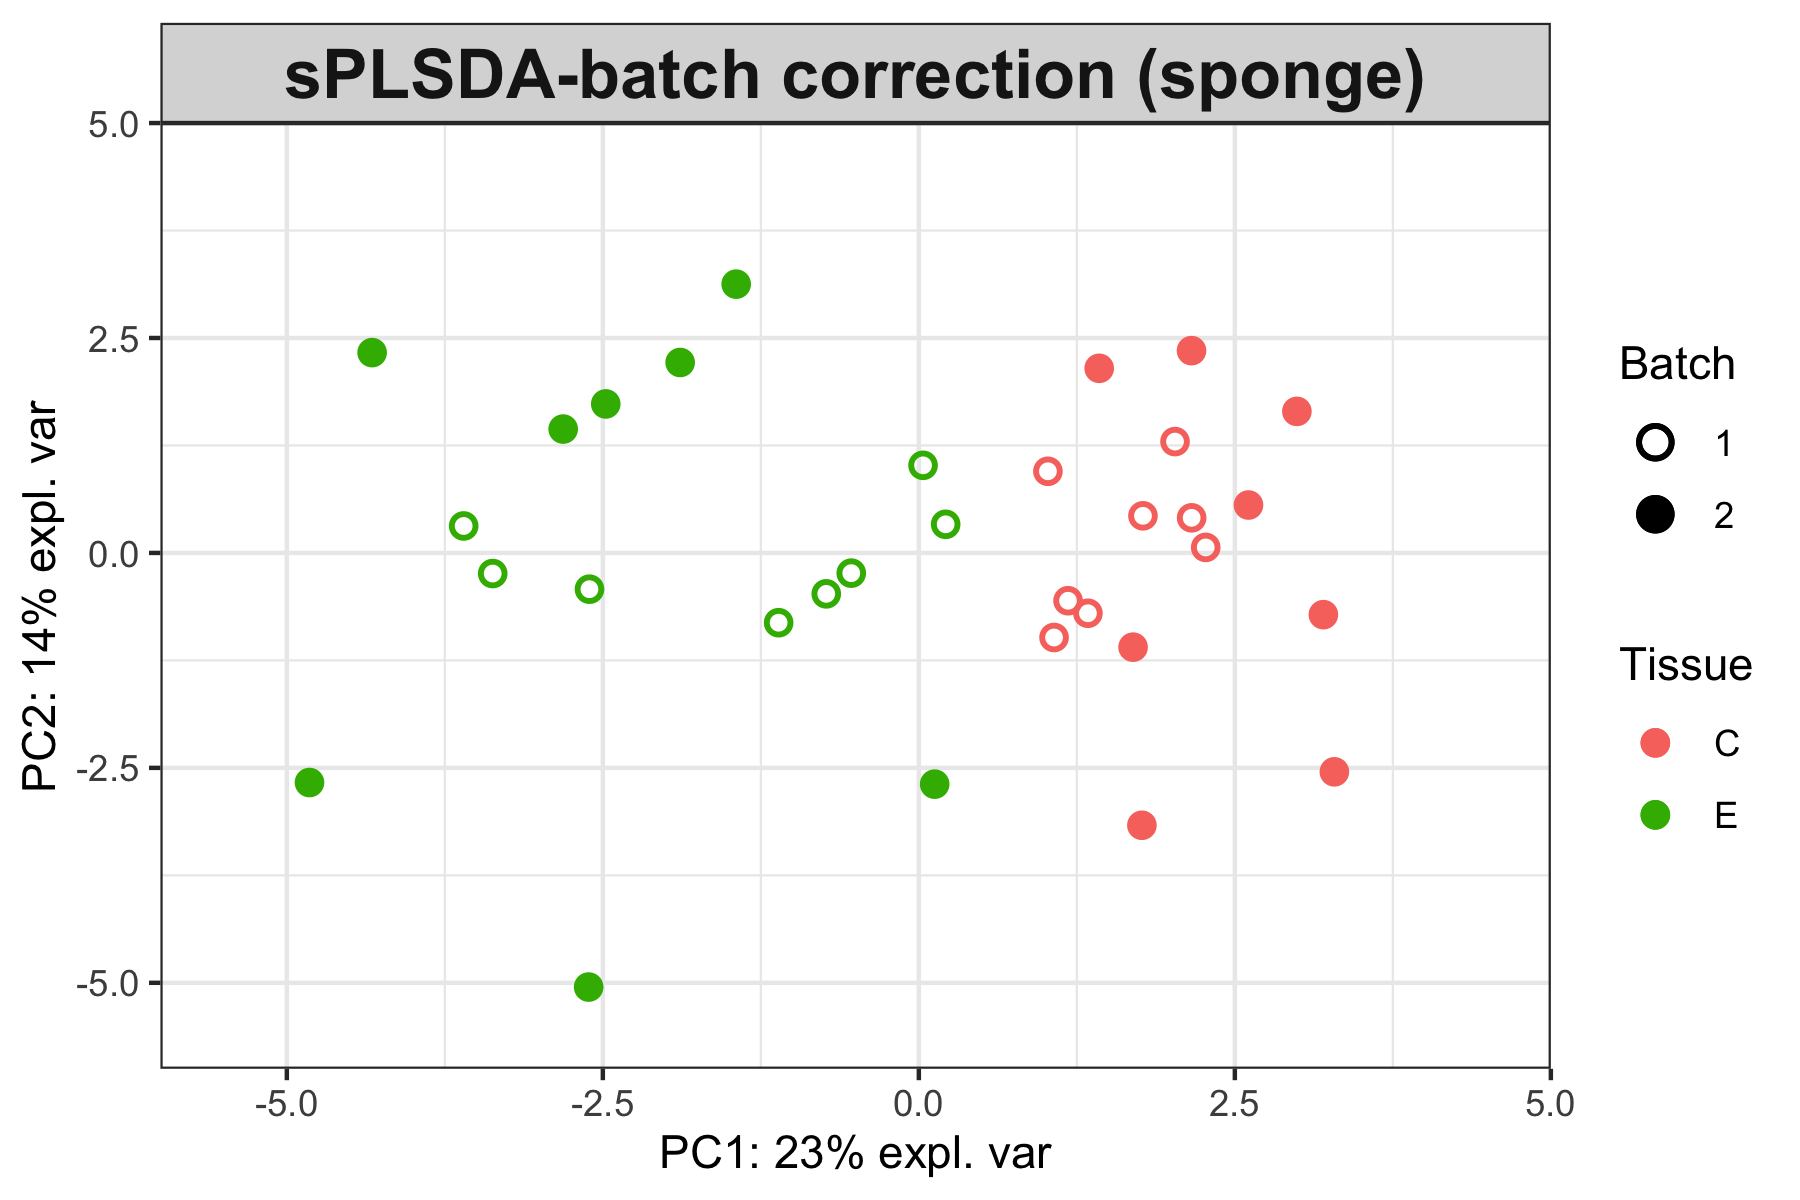 sPLSDA-batch correction (sponge)
5.0
2.5
0.0
-2.5
-5.0
PC2: 14% expl. var
-5.0 -2.5 0.0 2.5 5.0
PC1: 23% expl. var
Batch
1
2
Tissue
C
E